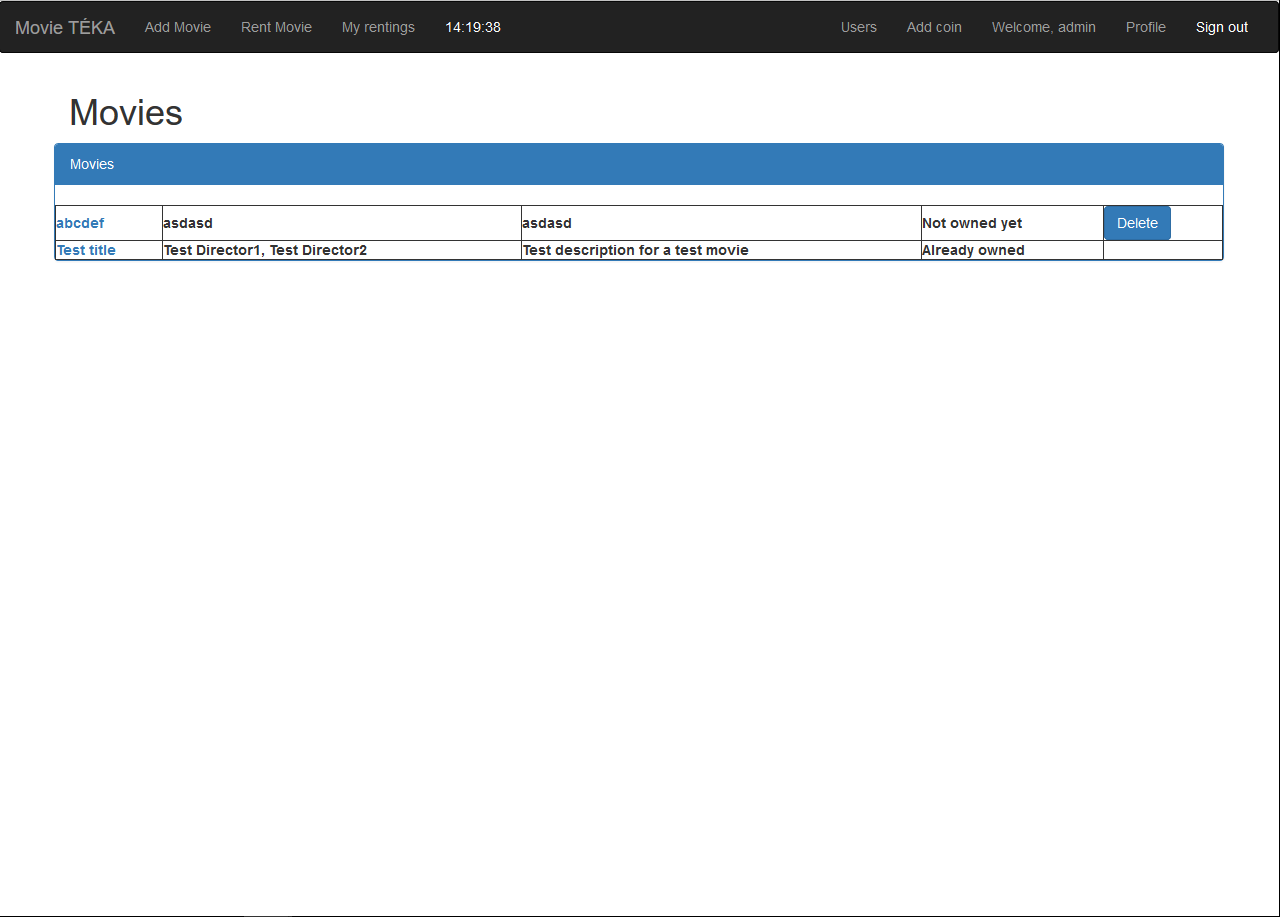 Movie TÉKA Add Movie Rent Movie My rentings 14:19:38 Users Add coin Welcome, admin Profile Sign out
Movies
Movies
abcdef asdasd asdasd Not owned yet Delete
Test title Test Director1, Test Director2 Test description for a test movie Already owned